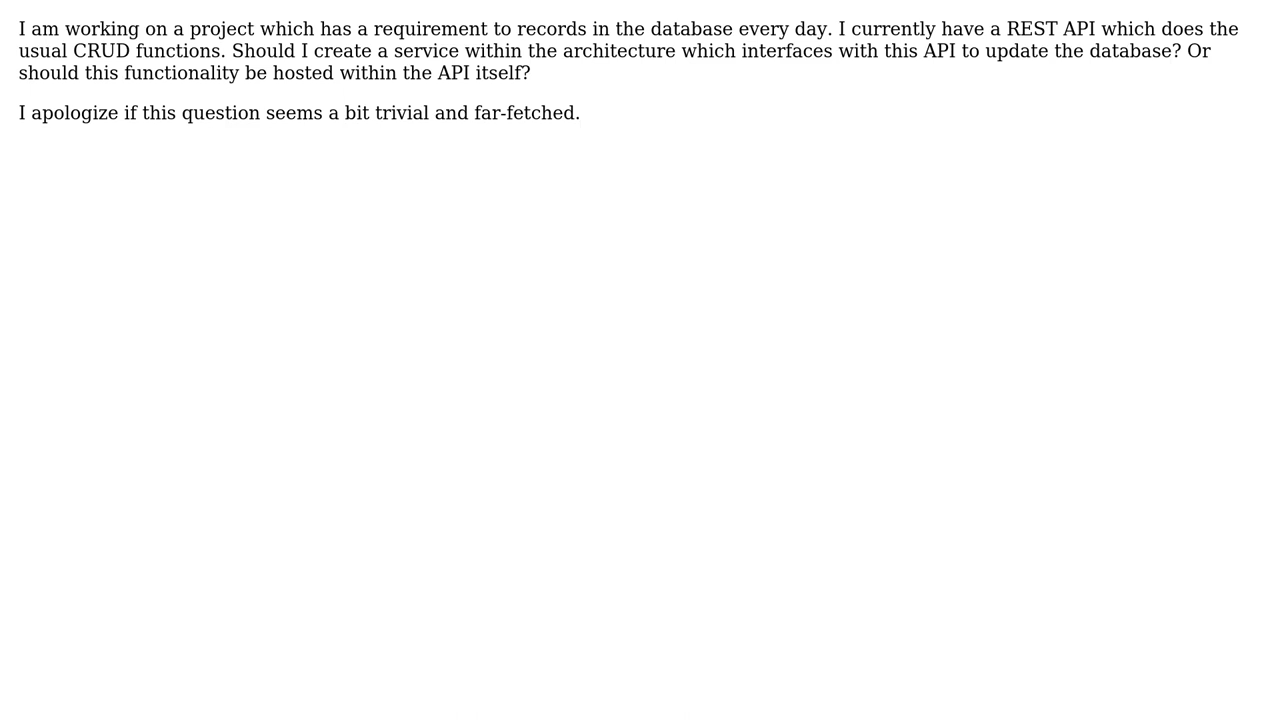 I am working on a project which has a requirement to records in the database every day. I currently have a REST API which does the
usual CRUD functions. Should I create a service within the architecture which interfaces with this API to update the database? Or
should this functionality be hosted within the API itself?
I apologize if this question seems a bit trivial and far-fetched.